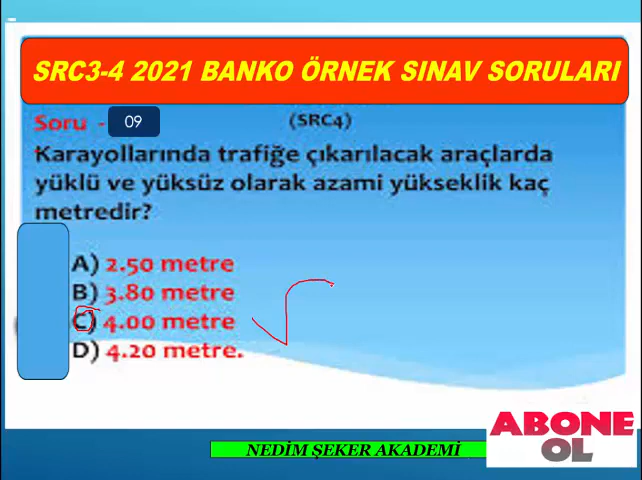 SRC3-4 2021 BANKO ÖRNEK SINAV SORULARI
Soru - 09 (SRC4)
Karayollarında trafiğe çıkarılacak araçlarda
yüklü ve yüksüz olarak azami yükseklik kaç
metredir?
A) 2.50 metre
B) 3.80 metre
C) 4.00 metre
D) 4.20 metre.
NEDİM ŞEKER AKADEMİ
ABONE
OL